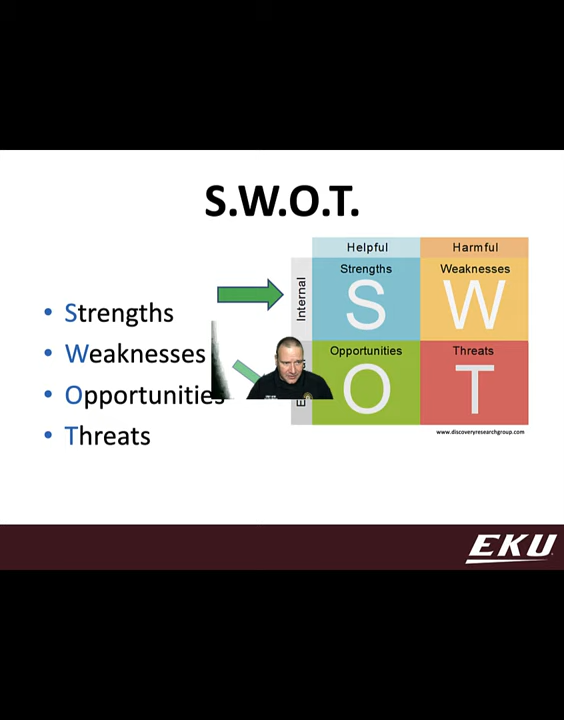 S.W.O.T.
Helpful Harmful
Strengths Weaknesses
Internal
S W
Opportunities Threats
O T
www.discoveryresearchgroup.com
• Strengths
• Weaknesses
• Opportunities
• Threats
EKU